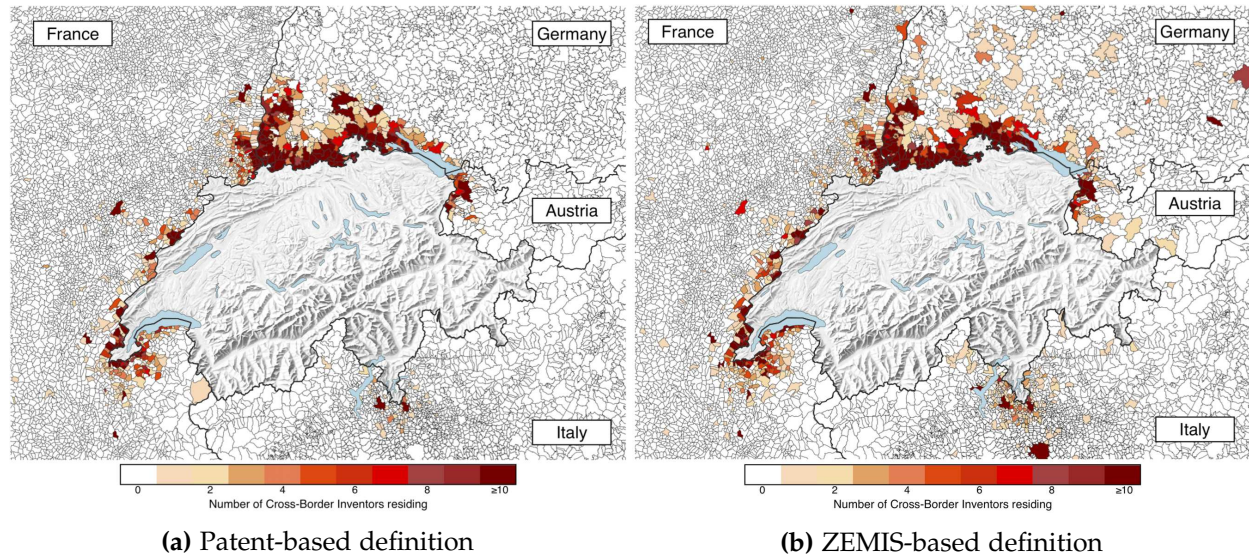 France
Germany
Austria
Italy
0 2 4 6 8 ≥10
Number of Cross-Border Inventors residing
(a) Patent-based definition
France
Germany
Austria
Italy
0 2 4 6 8 ≥10
Number of Cross-Border Inventors residing
(b) ZEMIS-based definition